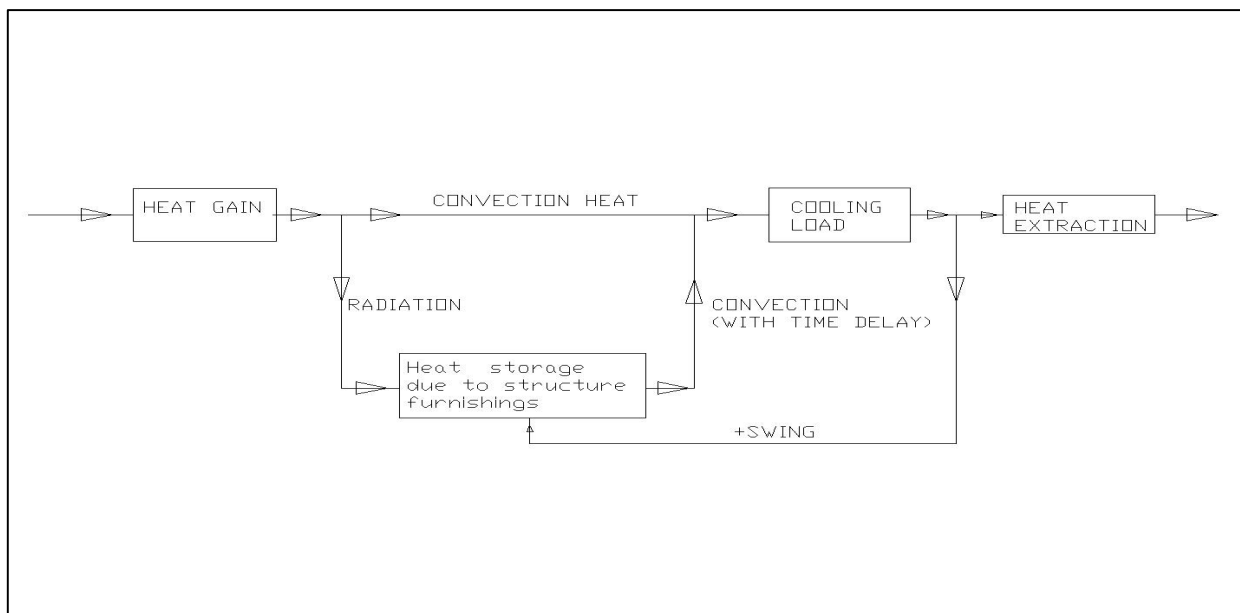 HEAT GAIN
CONVECTION HEAT
COOLING
LOAD
HEAT
EXTRACTION
RADIATION
CONVECTION
(WITH TIME DELAY)
Heat storage
due to structure
furnishings
+SWING